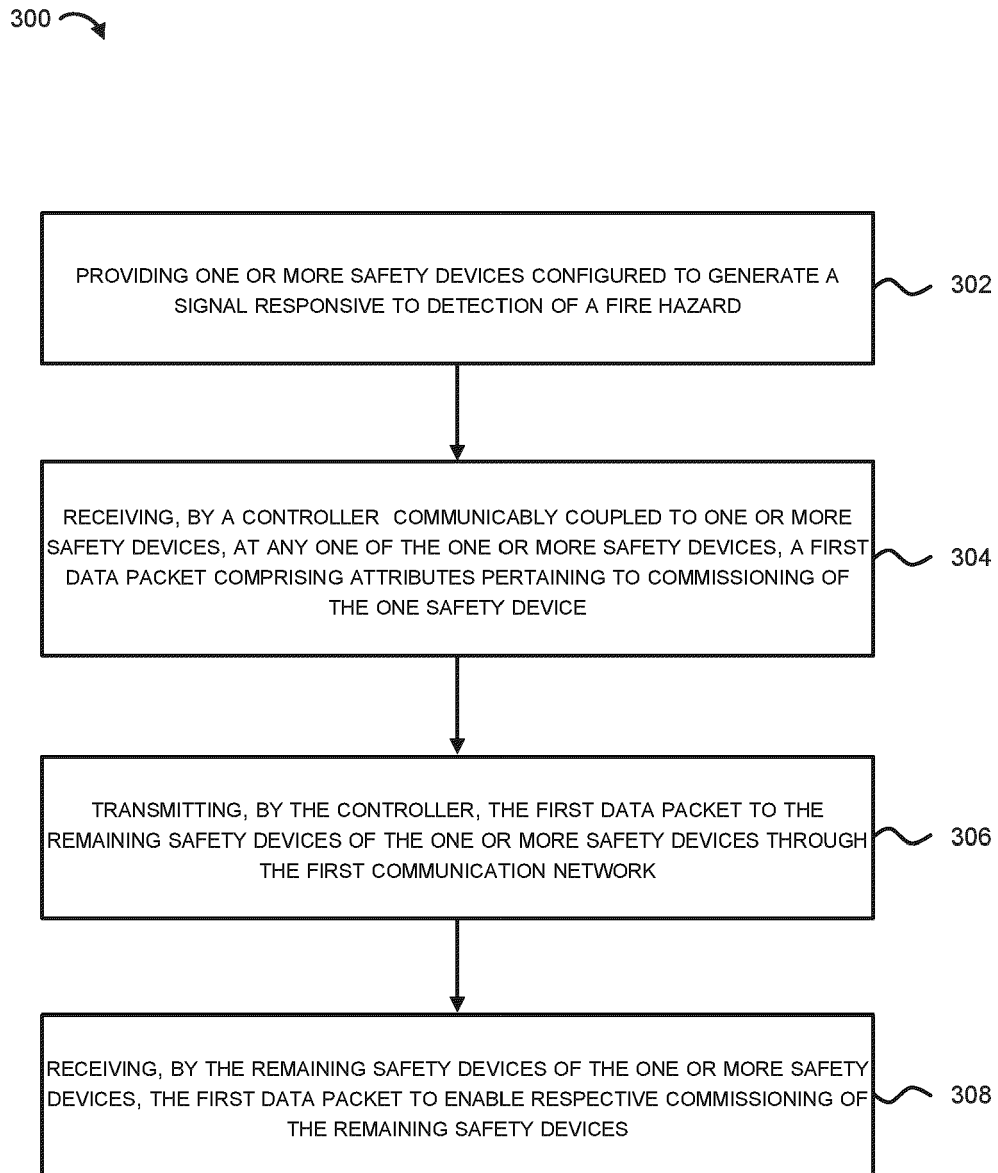 300
PROVIDING ONE OR MORE SAFETY DEVICES CONFIGURED TO GENERATE A
SIGNAL RESPONSIVE TO DETECTION OF A FIRE HAZARD
302
RECEIVING, BY A CONTROLLER COMMUNICABLY COUPLED TO ONE OR MORE
SAFETY DEVICES, AT ANY ONE OF THE ONE OR MORE SAFETY DEVICES, A FIRST
DATA PACKET COMPRISING ATTRIBUTES PERTAINING TO COMMISSIONING OF
THE ONE SAFETY DEVICE
304
TRANSMITTING, BY THE CONTROLLER, THE FIRST DATA PACKET TO THE
REMAINING SAFETY DEVICES OF THE ONE OR MORE SAFETY DEVICES THROUGH
THE FIRST COMMUNICATION NETWORK
306
RECEIVING, BY THE REMAINING SAFETY DEVICES OF THE ONE OR MORE SAFETY
DEVICES, THE FIRST DATA PACKET TO ENABLE RESPECTIVE COMMISSIONING OF
THE REMAINING SAFETY DEVICES
308